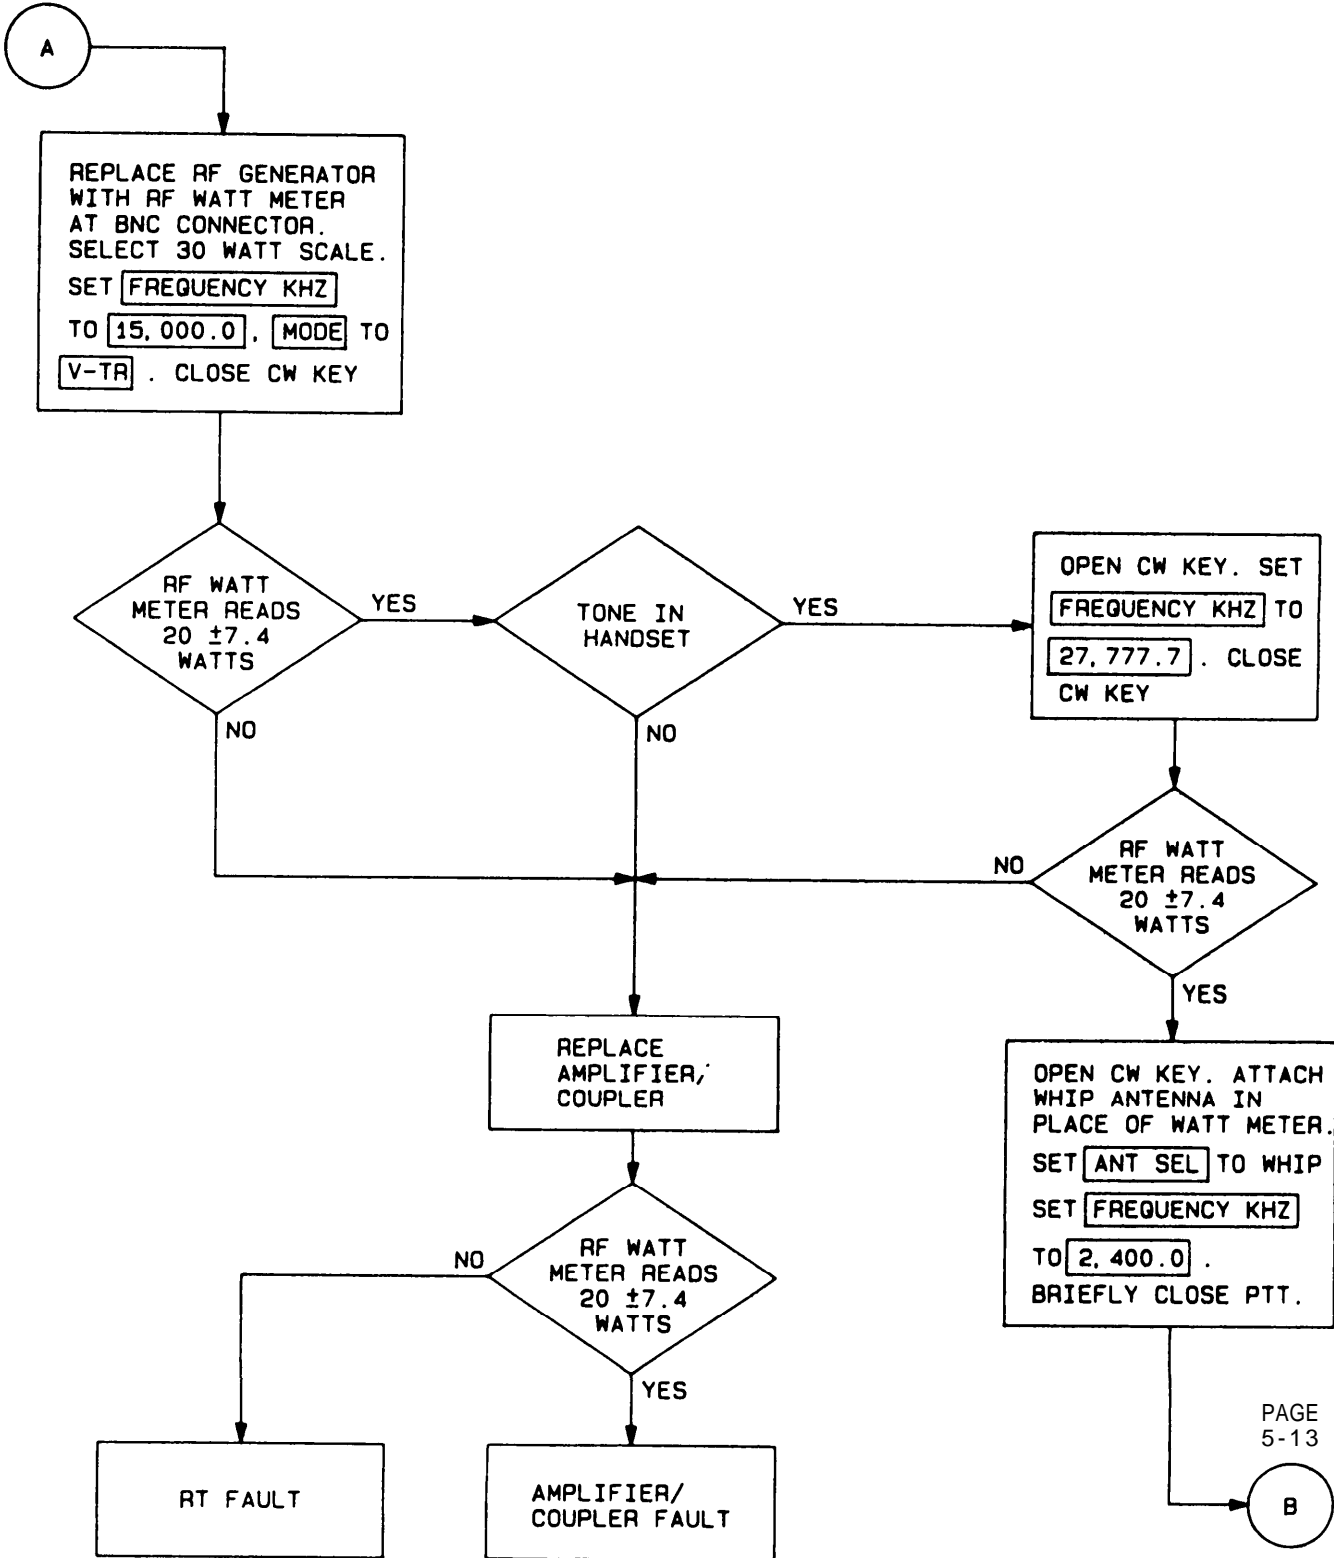 A
REPLACE RF GENERATOR
WITH RF WATT METER
AT BNC CONNECTOR.
SELECT 30 WATT SCALE.
SET FREQUENCY KHZ
TO 15,000.0 , MODE TO
V-TR . CLOSE CW KEY
RF WATT
METER READS
20 ±7.4
WATTS
YES
NO
TONE IN
HANDSET
YES
NO
OPEN CW KEY. SET
FREQUENCY KHZ TO
27,777.7 . CLOSE
CW KEY
RF WATT
METER READS
20 ±7.4
WATTS
NO
YES
REPLACE
AMPLIFIER/
COUPLER
OPEN CW KEY. ATTACH
WHIP ANTENNA IN
PLACE OF WATT METER.
SET ANT SEL TO WHIP
SET FREQUENCY KHZ
TO 2,400.0 .
BRIEFLY CLOSE PTT.
RF WATT
METER READS
20 ±7.4
WATTS
NO
YES
RT FAULT
AMPLIFIER/
COUPLER FAULT
PAGE
5-13
B